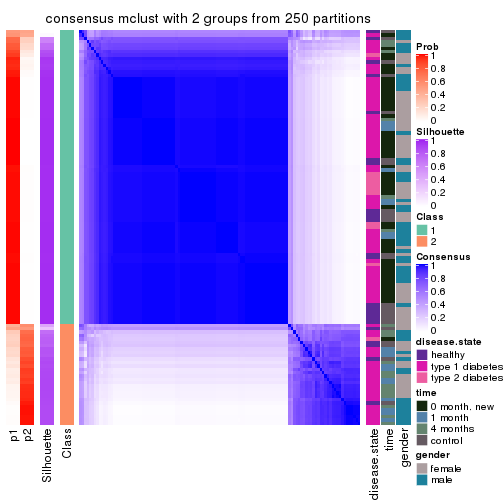 consensus mclust with 2 groups from 250 partitions
Prob
1
0.8
0.6
0.4
0.2
0
Silhouette
1
0.8
0.6
0.4
0.2
0
Class
1
2
Consensus
1
0.8
0.6
0.4
0.2
0
disease.state
healthy
type 1 diabetes
type 2 diabetes
time
0 month. new
1 month
4 months
control
gender
female
male
p1
p2
Silhouette
Class
disease.state
time
gender